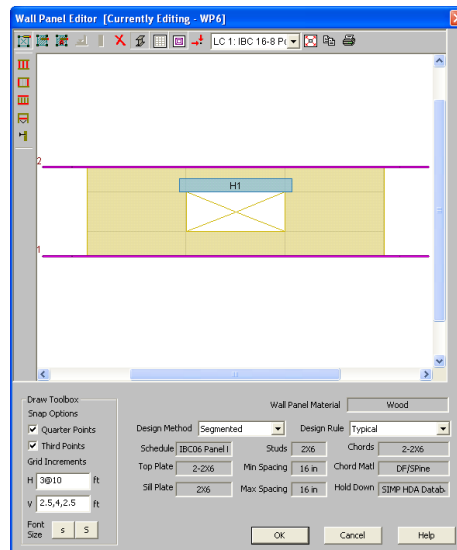 Wall Panel Editor [Currently Editing - WP6]
LC 1: IBC 16-8 P(
2
H1
1
Draw Toolbox
Snap Options
Quarter Points
Third Points
Grid Increments
H 3@10 ft
V 2.5,4,2.5 ft
Font Size s S
Wall Panel Material Wood
Design Method Segmented Design Rule Typical
Schedule IBC06 Panel I Studs 2X6 Chords 2-2X6
Top Plate 2-2X6 Min Spacing 16 in Chord Matl DF/SPine
Sill Plate 2X6 Max Spacing 16 in Hold Down SIMP HDA Datab
OK Cancel Help